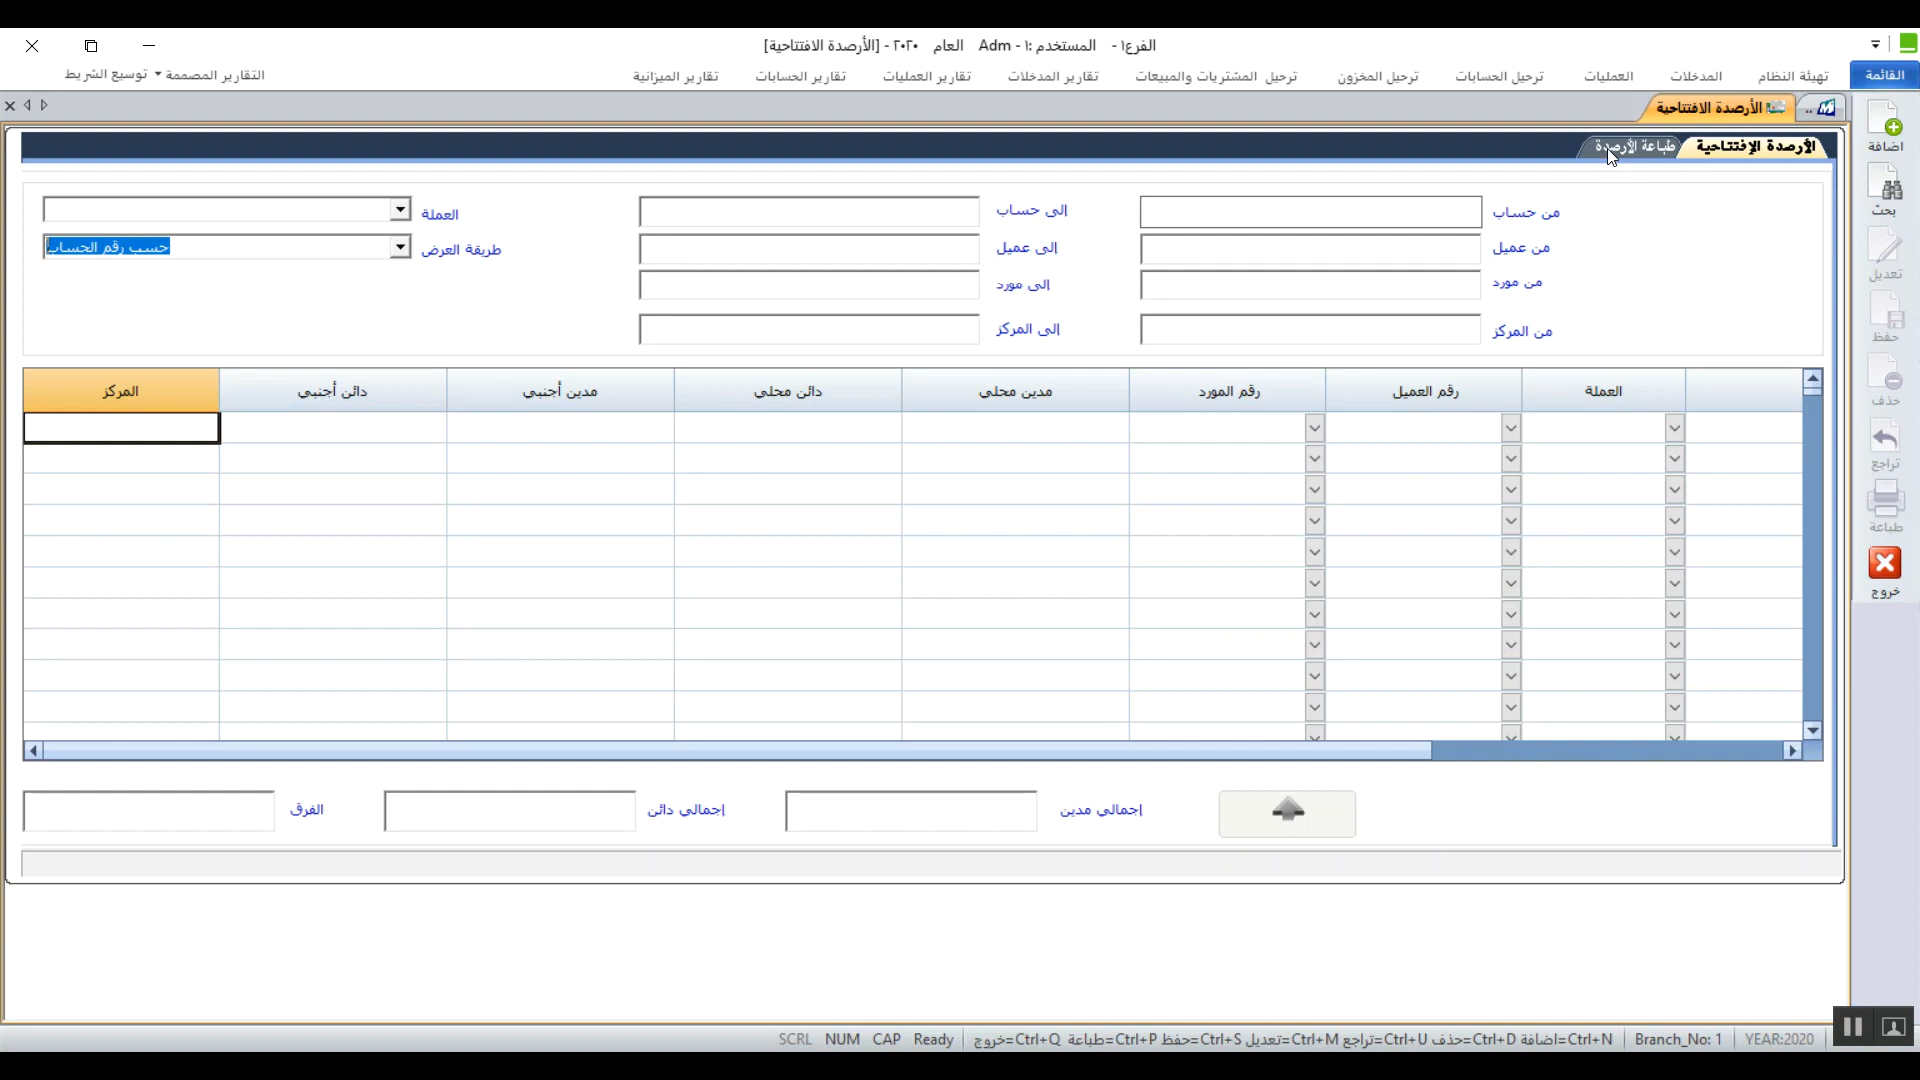 الفرع١ - المستخدم :١ - Adm العام ٢٠٢٠ - [الأرصدة الافتتاحية]
القائمة تهيئة النظام المدخلات العمليات ترحيل الحسابات ترحيل المخزون ترحيل المشتريات والمبيعات تقارير المدخلات تقارير العمليات تقارير الحسابات تقارير الميزانية التقارير المصممة توسيع الشريط
.. الأرصدة الافتتاحية
الأرصدة الإفتتاحية طباعة الأرصدة
من حساب إلى حساب العملة
من عميل إلى عميل طريقة العرض حسب رقم الحساب
من مورد إلى مورد
من المركز إلى المركز
العملة رقم العميل رقم المورد مدين محلي دائن محلي مدين أجنبي دائن أجنبي المركز
إجمالي مدين إجمالي دائن الفرق
اضافة
بحث
تعديل
حفظ
حذف
تراجع
طباعة
خروج
SCRL NUM CAP Ready Ctrl+N=اضافة Ctrl+D=حذف Ctrl+U=تراجع Ctrl+M=تعديل Ctrl+S=حفظ Ctrl+P=طباعة Ctrl+Q=خروج Branch_No: 1 YEAR:2020